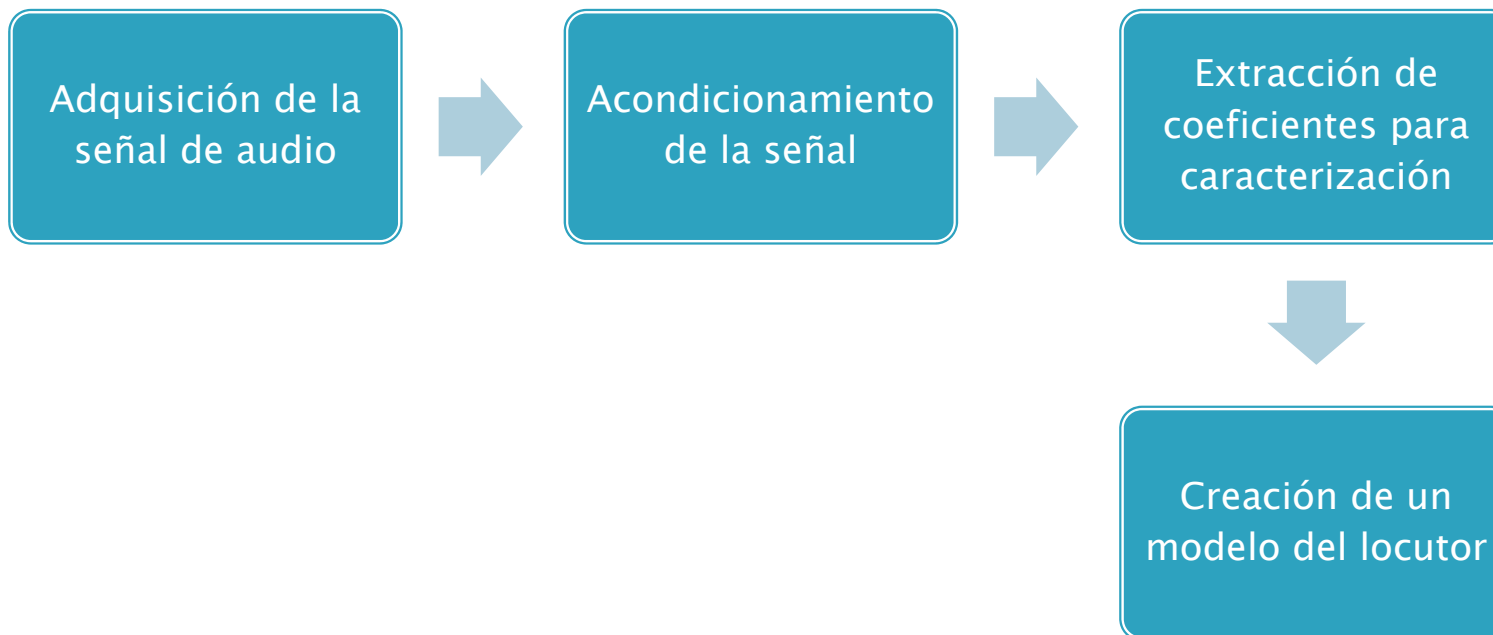 Adquisición de la
señal de audio
Acondicionamiento
de la señal
Extracción de
coeficientes para
caracterización
Creación de un
modelo del locutor